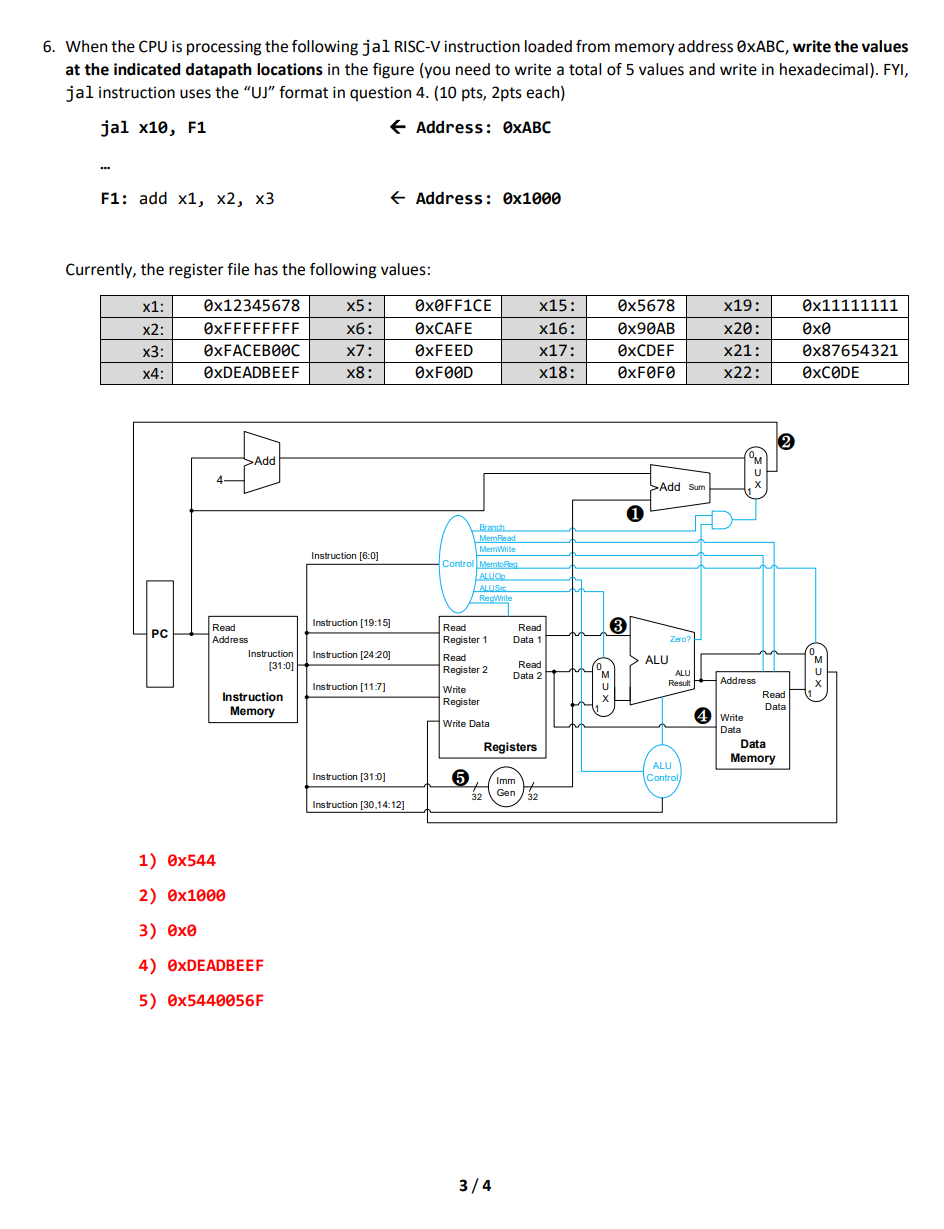 6. When the CPU is processing the following jal RISC-V instruction loaded from memory address 0xABC, write the values
at the indicated datapath locations in the figure (you need to write a total of 5 values and write in hexadecimal). FYI,
jal instruction uses the “UJ” format in question 4. (10 pts, 2pts each)
jal x10, F1 ← Address: 0xABC
…
F1: add x1, x2, x3 ← Address: 0x1000
Currently, the register file has the following values:
x1: 0x12345678 x5: 0x0FF1CE x15: 0x5678 x19: 0x11111111
x2: 0xFFFFFFFF x6: 0xCAFE x16: 0x90AB x20: 0x0
x3: 0xFACEB00C x7: 0xFEED x17: 0xCDEF x21: 0x87654321
x4: 0xDEADBEEF x8: 0xF00D x18: 0xF0F0 x22: 0xC0DE
❷
Add
4
0
M
U
X
1
Add Sum
❶
Branch
MemRead
MemWrite
MemtoReg
ALUOp
ALUSrc
RegWrite
Control
Instruction [6:0]
PC
Read
Address
Instruction
[31:0]
Instruction
Memory
Instruction [19:15]
Instruction [24:20]
Instruction [11:7]
Read
Register 1
Read
Register 2
Write
Register
Write Data
Read
Data 1
Read
Data 2
Registers
❸
0
M
U
X
1
Zero?
ALU
ALU
Result
❹
Address
Read
Data
Write
Data
Data
Memory
0
M
U
X
1
ALU
Control
Instruction [31:0]
❺
32
Imm
Gen
32
Instruction [30,14:12]
1) 0x544
2) 0x1000
3) 0x0
4) 0xDEADBEEF
5) 0x5440056F
3 / 4